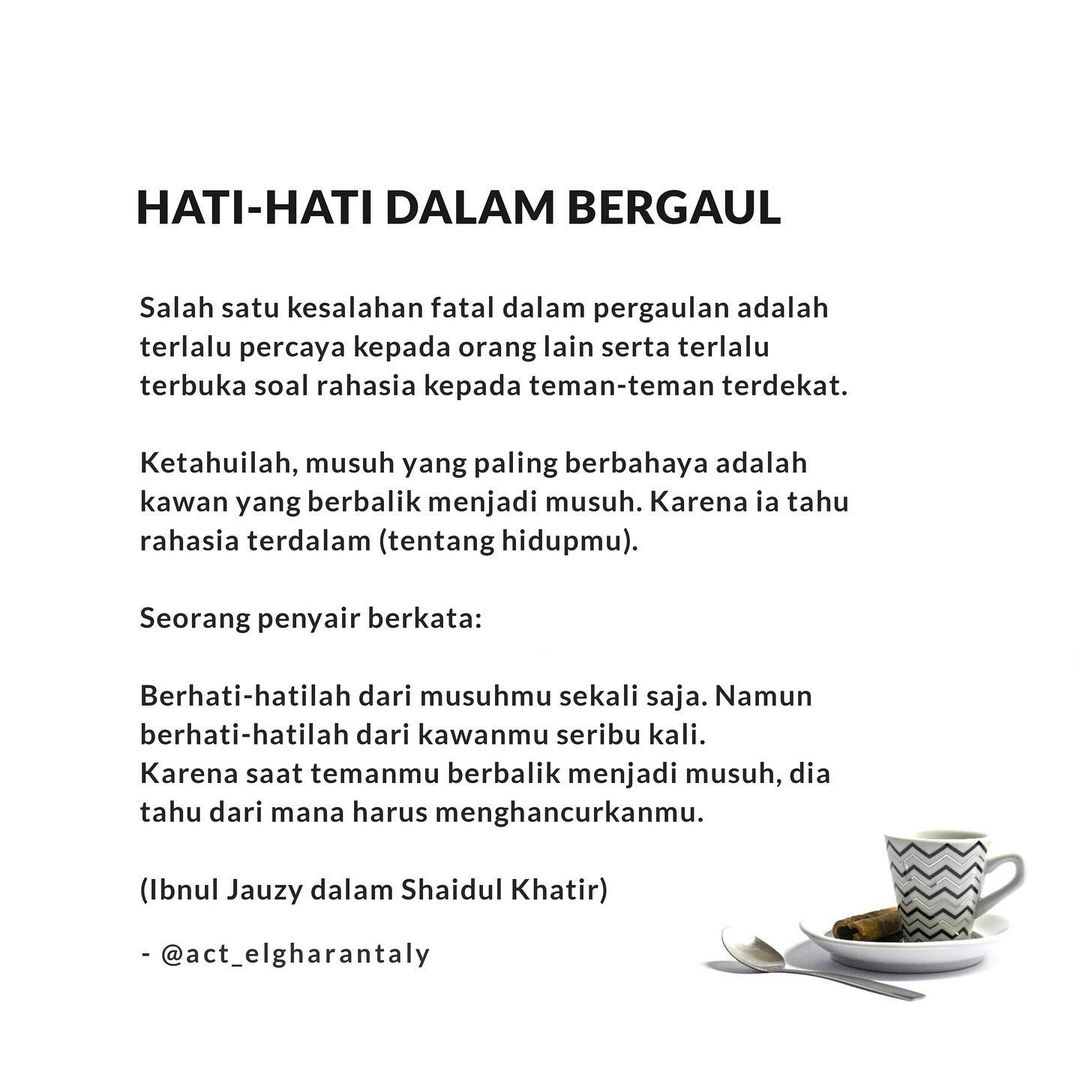 HATI-HATI DALAM BERGAUL
Salah satu kesalahan fatal dalam pergaulan adalah
terlalu percaya kepada orang lain serta terlalu
terbuka soal rahasia kepada teman-teman terdekat.
Ketahuilah, musuh yang paling berbahaya adalah
kawan yang berbalik menjadi musuh. Karena ia tahu
rahasia terdalam (tentang hidupmu).
Seorang penyair berkata:
Berhati-hatilah dari musuhmu sekali saja. Namun
berhati-hatilah dari kawanmu seribu kali.
Karena saat temanmu berbalik menjadi musuh, dia
tahu dari mana harus menghancurkanmu.
(Ibnul Jauzy dalam Shaidul Khatir)
- @act_elgharantaly